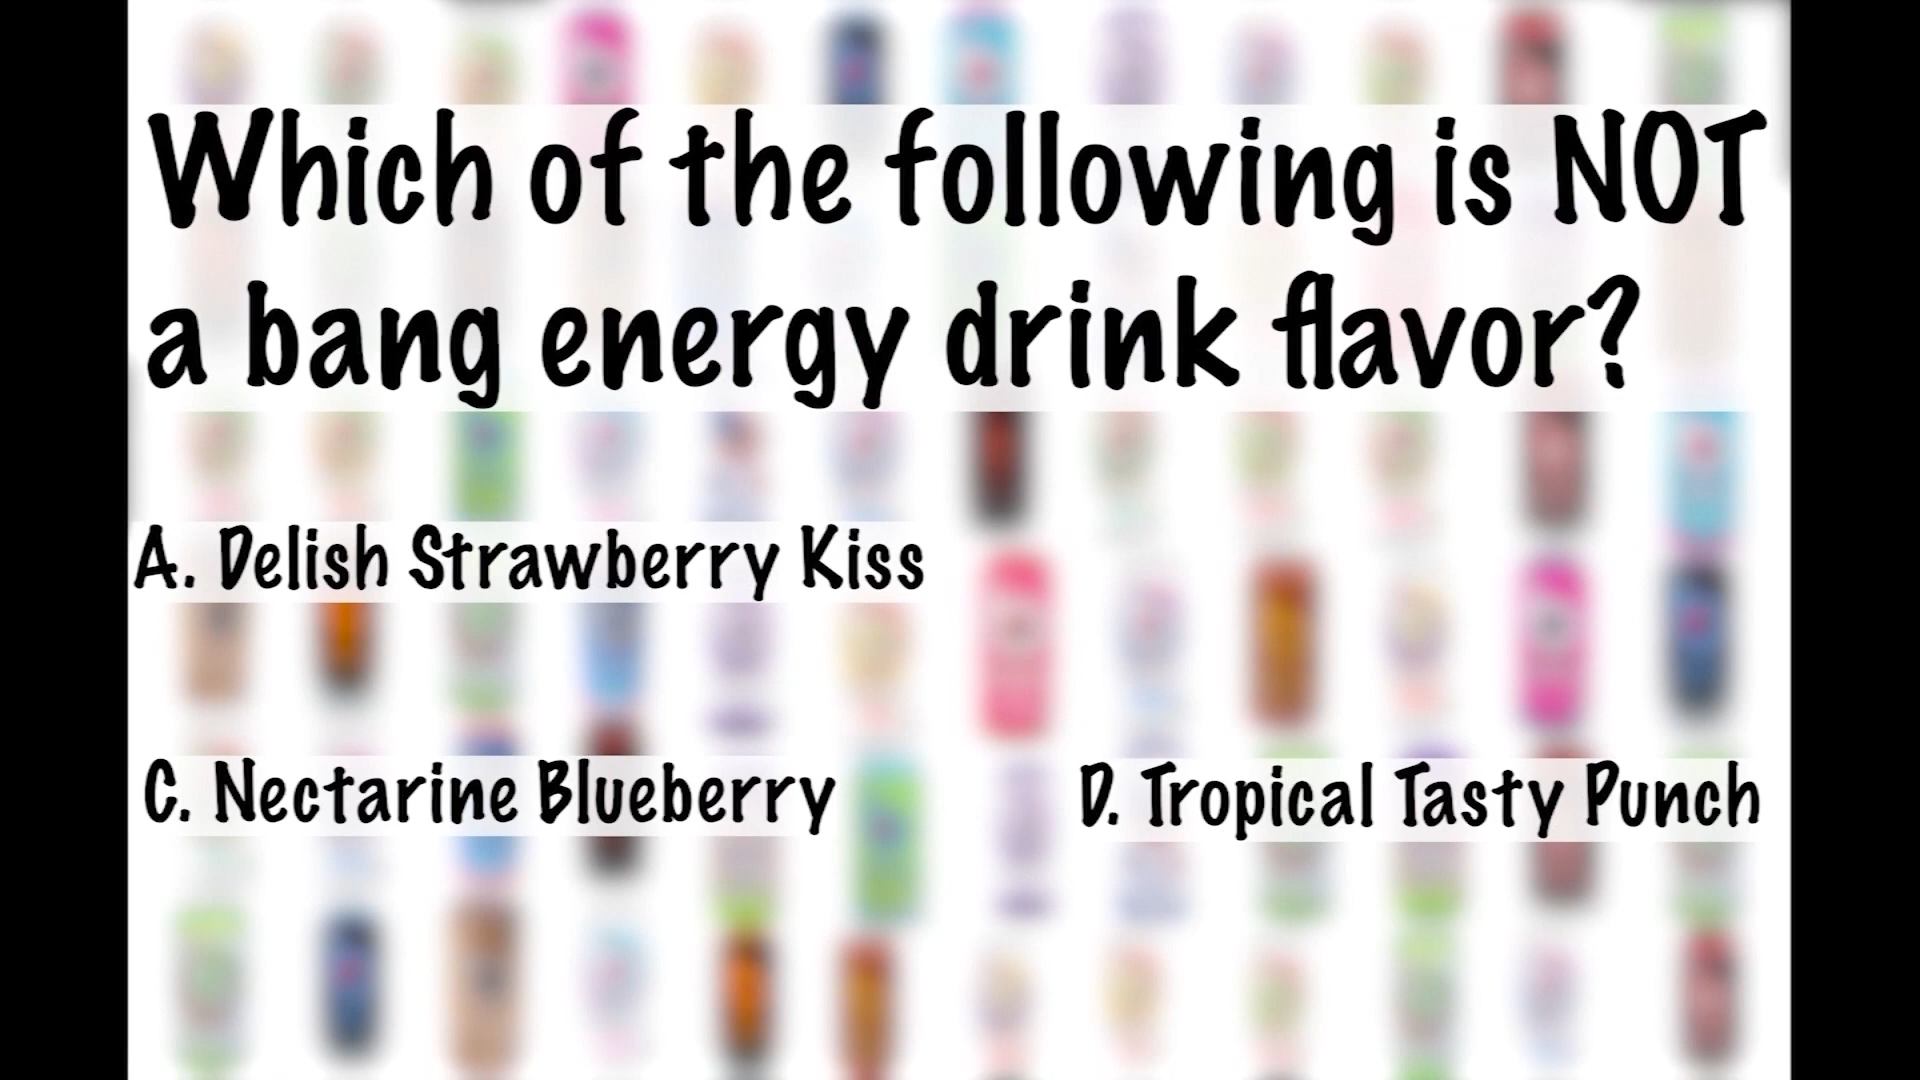 Which of the following is NOT
a bang energy drink flavor?
A. Delish Strawberry Kiss
C. Nectarine Blueberry
D. Tropical Tasty Punch